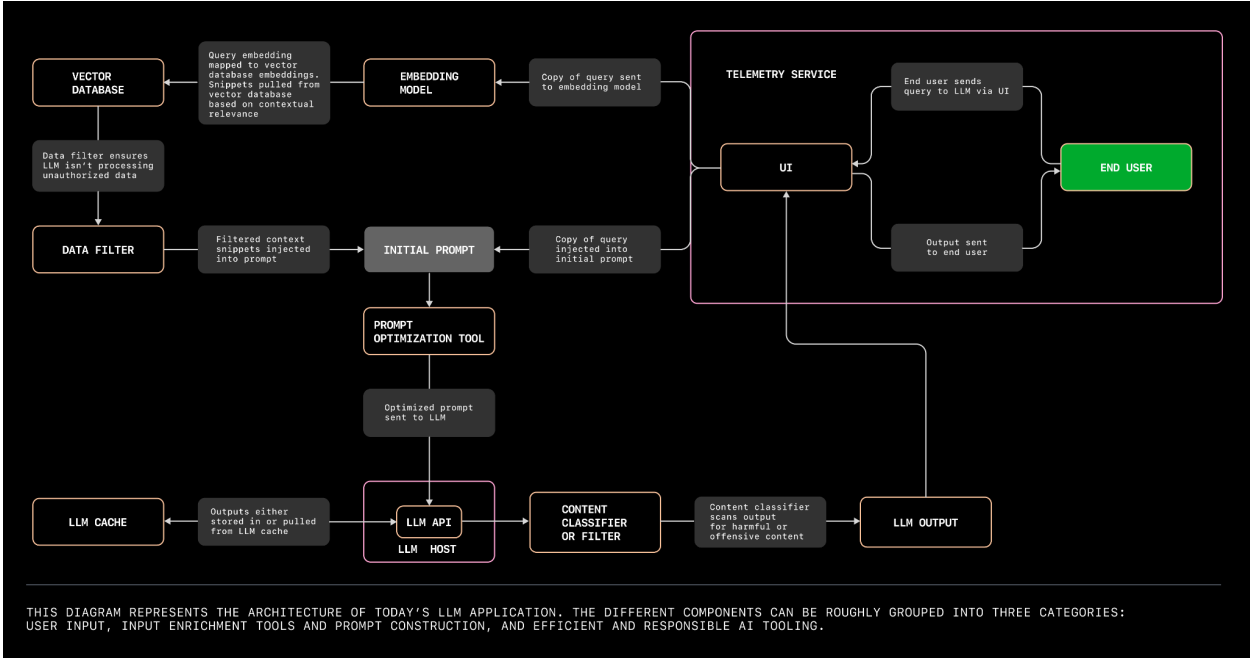 VECTOR
DATABASE
Query embedding
mapped to vector
database embeddings.
Snippets pulled from
vector database
based on contextual
relevance
EMBEDDING
MODEL
Copy of query sent
to embedding model
TELEMETRY SERVICE
End user sends
query to LLM via UI
UI
END USER
Output sent
to end user
Data filter ensures
LLM isn't processing
unauthorized data
DATA FILTER
Filtered context
snippets injected
into prompt
INITIAL PROMPT
Copy of query
injected into
initial prompt
PROMPT
OPTIMIZATION TOOL
Optimized prompt
sent to LLM
LLM CACHE
Outputs either
stored in or pulled
from LLM cache
LLM API
LLM HOST
CONTENT
CLASSIFIER
OR FILTER
Content classifier
scans output
for harmful or
offensive content
LLM OUTPUT
THIS DIAGRAM REPRESENTS THE ARCHITECTURE OF TODAY'S LLM APPLICATION. THE DIFFERENT COMPONENTS CAN BE ROUGHLY GROUPED INTO THREE CATEGORIES:
USER INPUT, INPUT ENRICHMENT TOOLS AND PROMPT CONSTRUCTION, AND EFFICIENT AND RESPONSIBLE AI TOOLING.